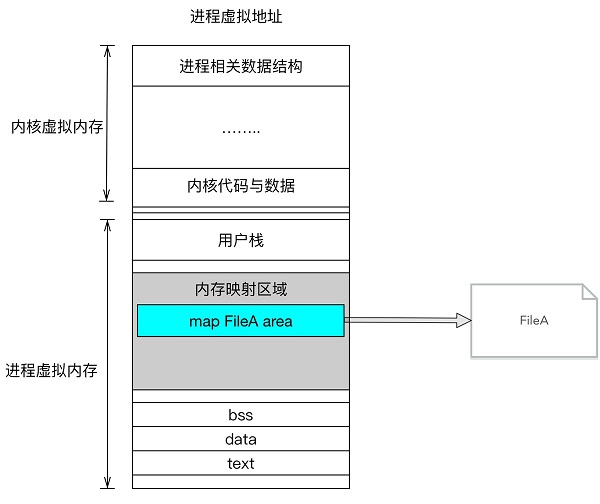 进程虚拟地址
进程相关数据结构
内核虚拟内存
........
内核代码与数据
用户栈
内存映射区域
map FileA area
FileA
进程虚拟内存
bss
data
text